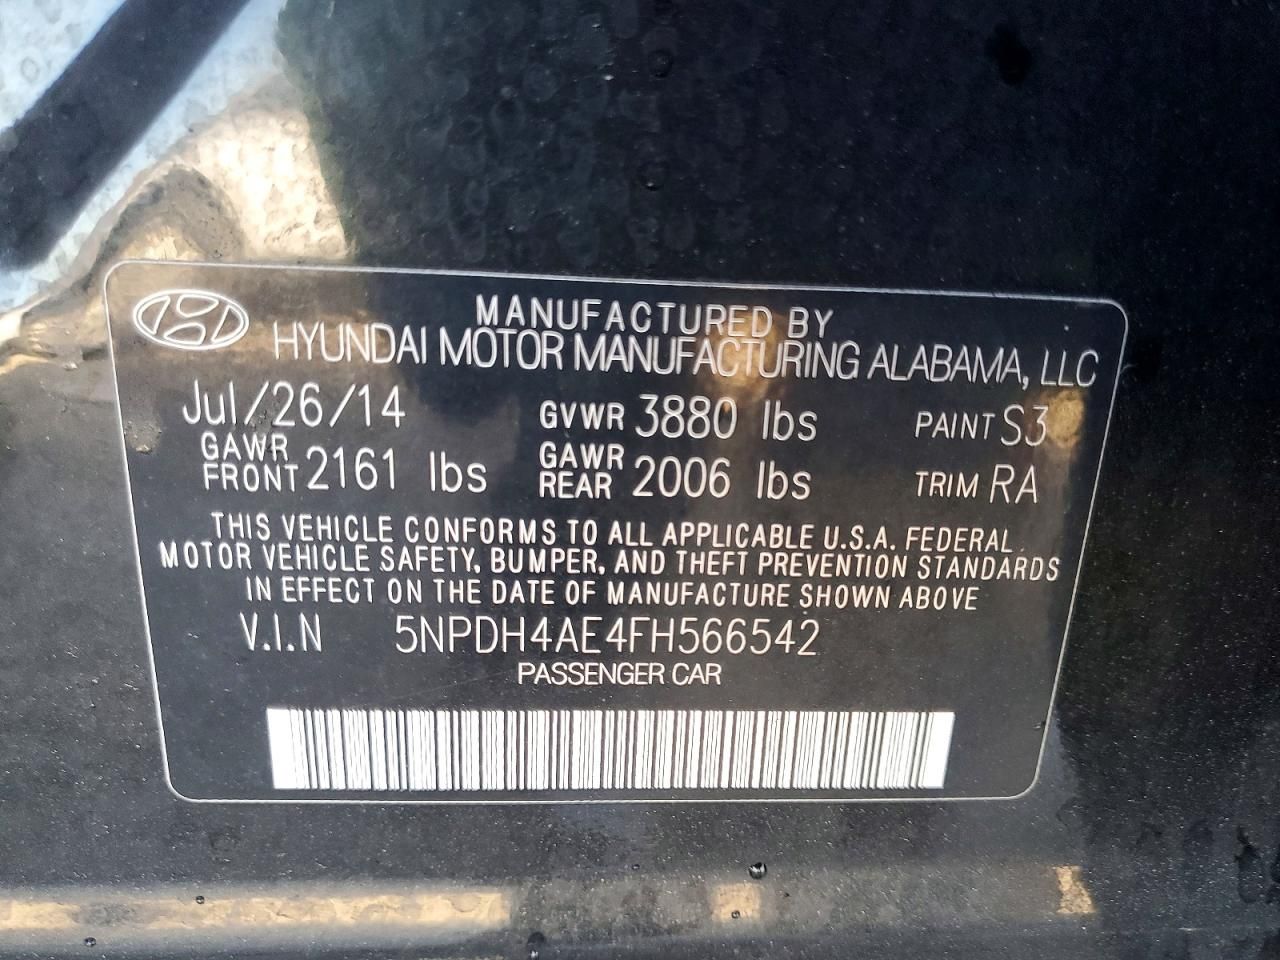 MANUFACTURED BY
HYUNDAI MOTOR MANUFACTURING ALABAMA, LLC
Jul/26/14 GVWR 3880 lbs PAINT S3
GAWR FRONT 2161 lbs GAWR REAR 2006 lbs TRIM RA
THIS VEHICLE CONFORMS TO ALL APPLICABLE U.S.A. FEDERAL
MOTOR VEHICLE SAFETY, BUMPER, AND THEFT PREVENTION STANDARDS
IN EFFECT ON THE DATE OF MANUFACTURE SHOWN ABOVE
V.I.N 5NPDH4AE4FH566542
PASSENGER CAR